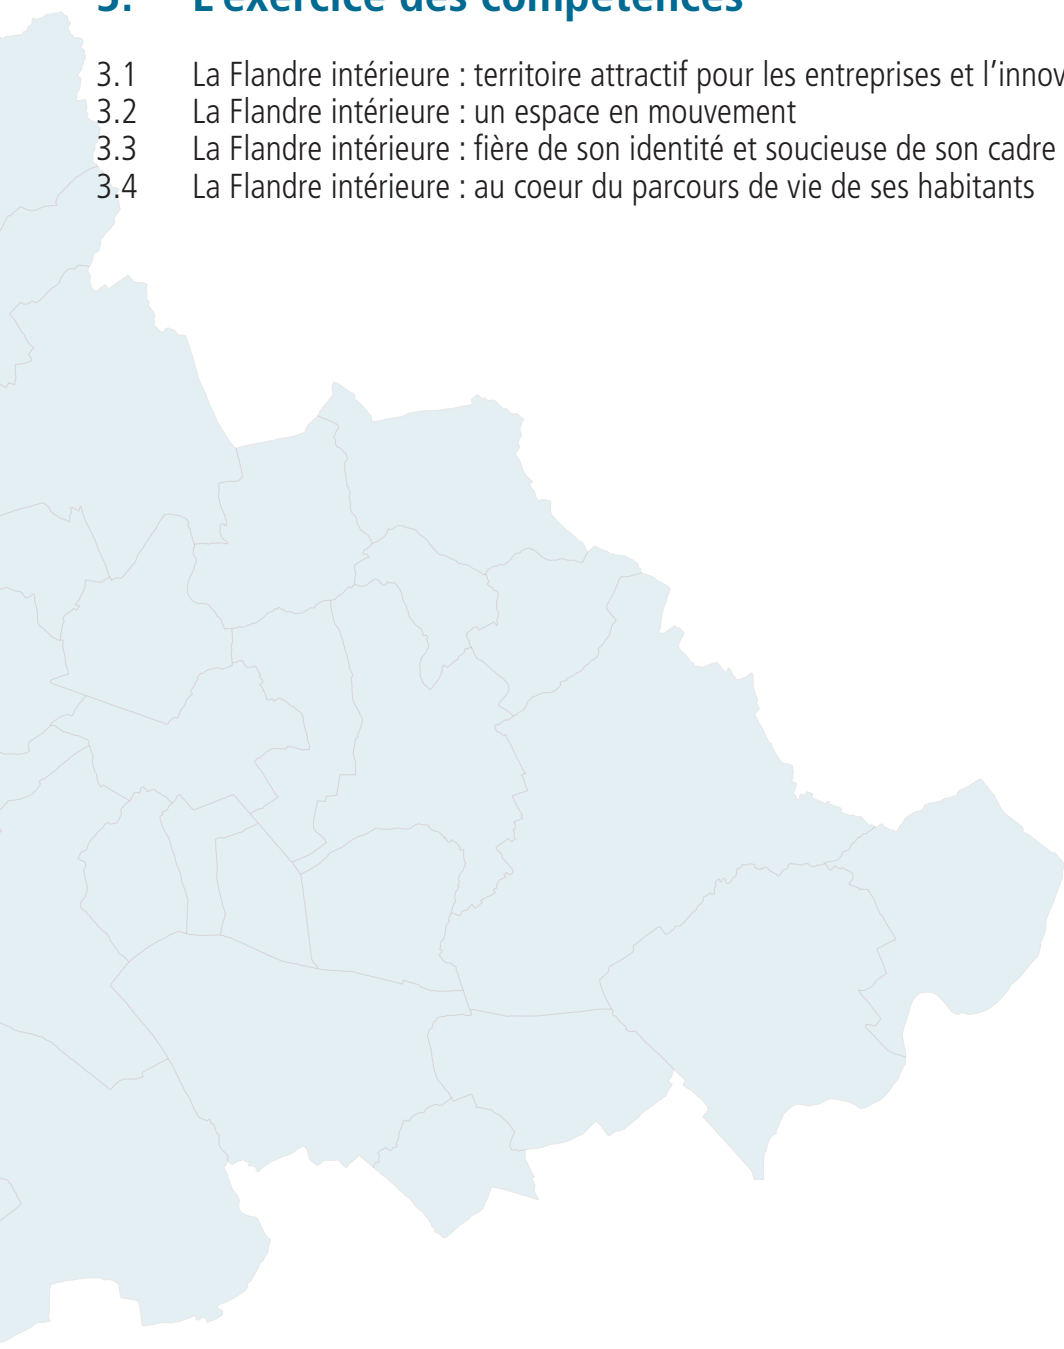 3. L'exercice des compétences
3.1 La Flandre intérieure : territoire attractif pour les entreprises et l'innov
3.2 La Flandre intérieure : un espace en mouvement
3.3 La Flandre intérieure : fière de son identité et soucieuse de son cadre
3.4 La Flandre intérieure : au coeur du parcours de vie de ses habitants